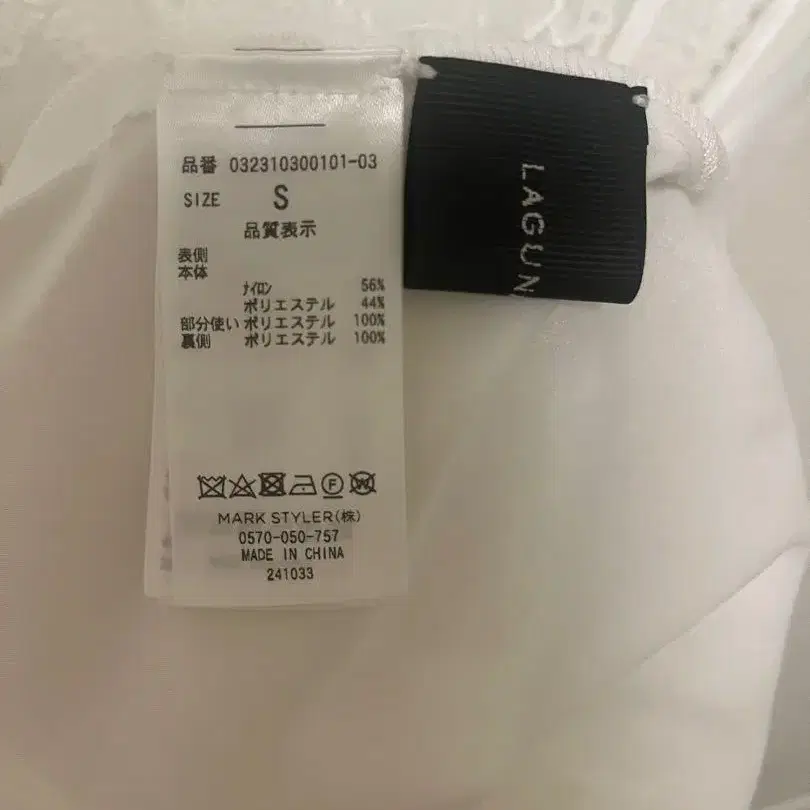 品番 032310300101-03
SIZE S
品質表示
表側
本体
ナイロン 56%
ポリエステル 44%
部分使い ポリエステル 100%
裏側 ポリエステル 100%
F W
MARK STYLER(株)
0570-050-757
MADE IN CHINA
241033
LAGUN